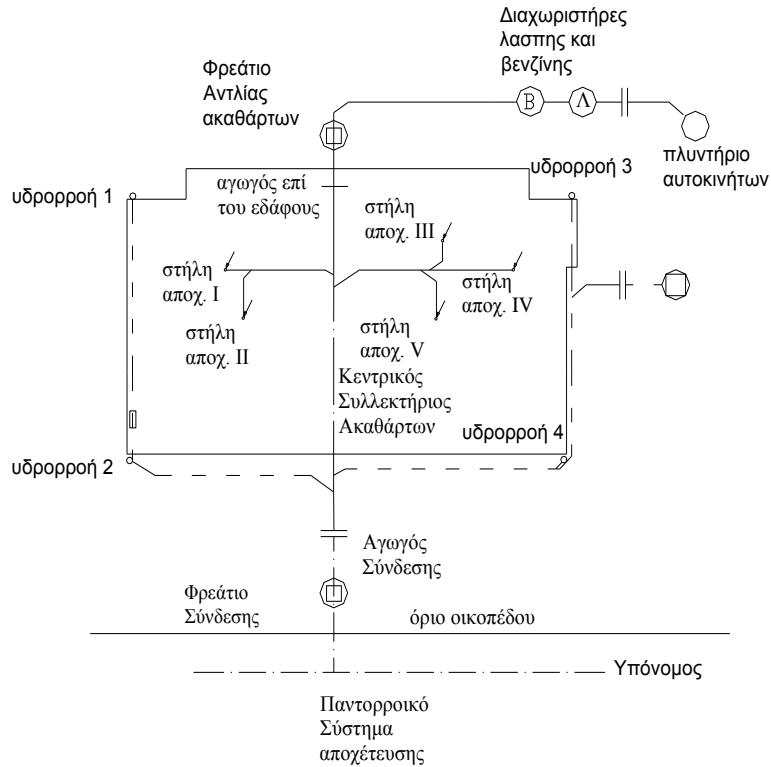 Διαχωριστήρες
λασπης και
βενζίνης
Φρεάτιο
Αντλίας
ακαθάρτων
Β
Λ
πλυντήριο
αυτοκινήτων
υδρορροή 1
υδρορροή 3
αγωγός επί
του εδάφους
στήλη
αποχ. III
στήλη
αποχ. I
στήλη
αποχ. IV
στήλη
αποχ. II
στήλη
αποχ. V
Κεντρικός
Συλλεκτήριος
Ακαθάρτων
υδρορροή 4
υδρορροή 2
Αγωγός
Σύνδεσης
Φρεάτιο
Σύνδεσης
όριο οικοπέδου
Υπόνομος
Παντορροικό
Σύστημα
αποχέτευσης